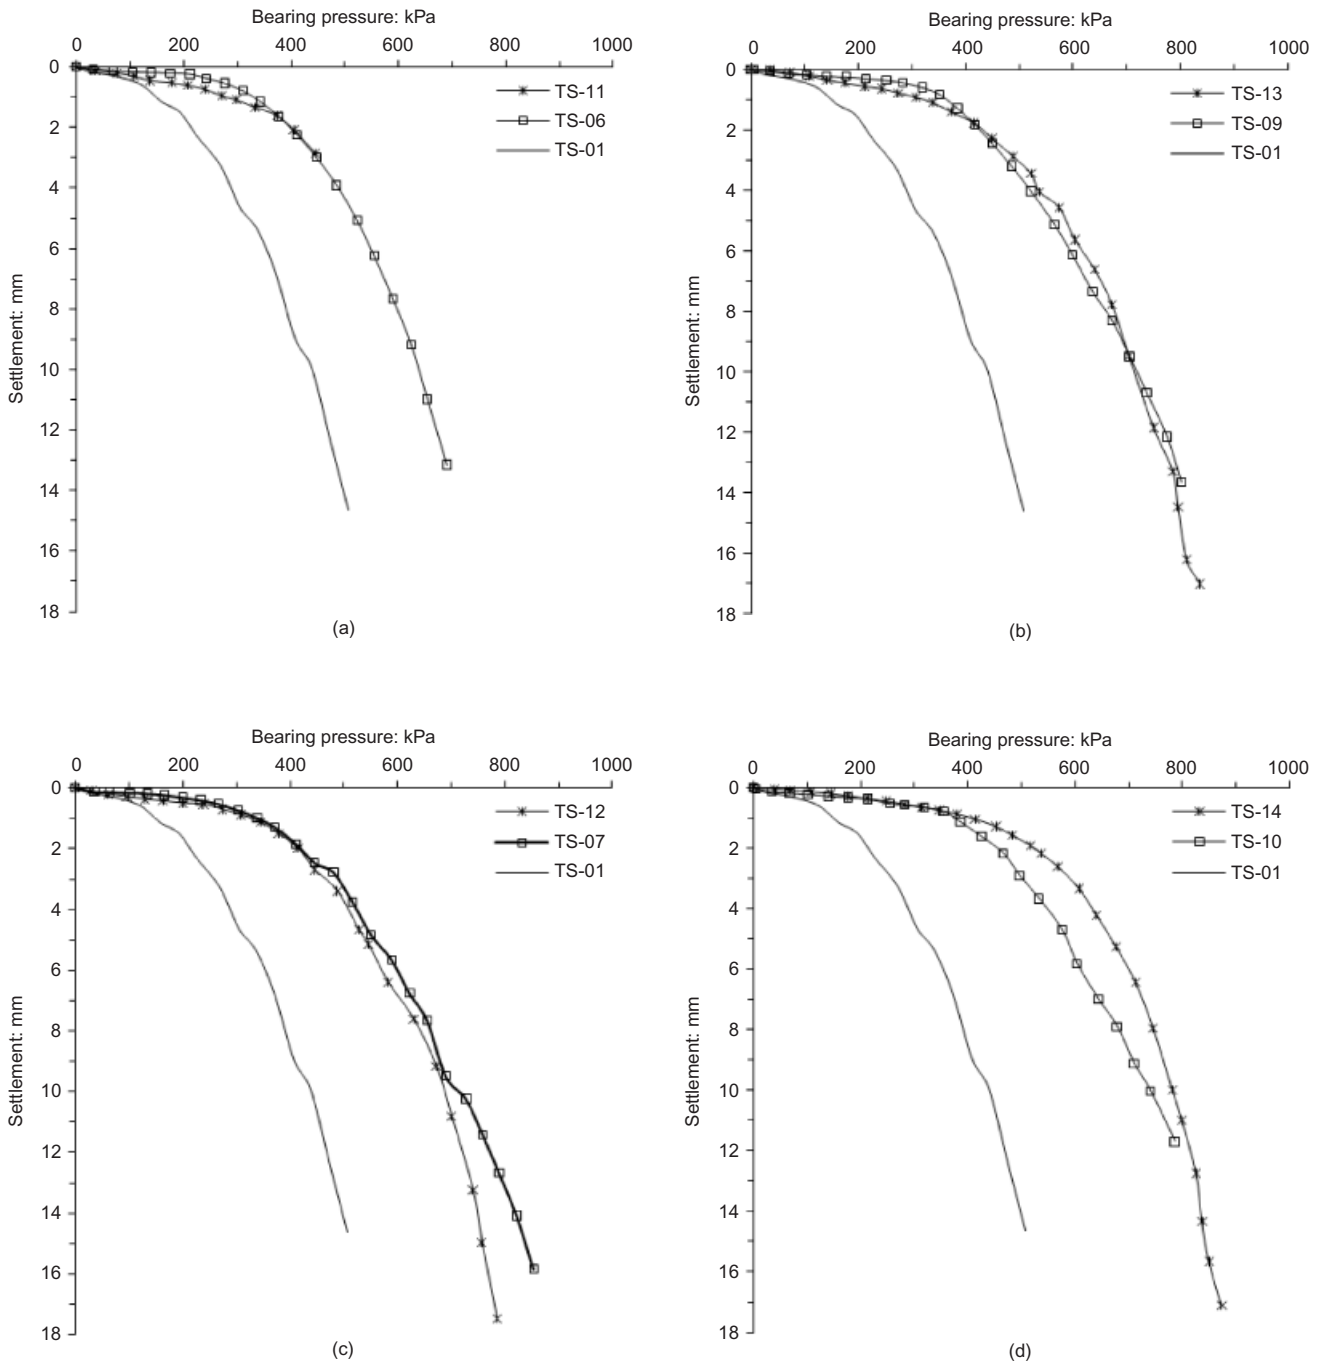 Bearing pressure: kPa
0 200 400 600 800 1000
0
2
4
6
8
10
12
14
16
18
Settlement: mm
TS-11
TS-06
TS-01
(a)
Bearing pressure: kPa
0 200 400 600 800 1000
0
2
4
6
8
10
12
14
16
18
Settlement: mm
TS-13
TS-09
TS-01
(b)
Bearing pressure: kPa
0 200 400 600 800 1000
0
2
4
6
8
10
12
14
16
18
Settlement: mm
TS-12
TS-07
TS-01
(c)
Bearing pressure: kPa
0 200 400 600 800 1000
0
2
4
6
8
10
12
14
16
18
Settlement: mm
TS-14
TS-10
TS-01
(d)